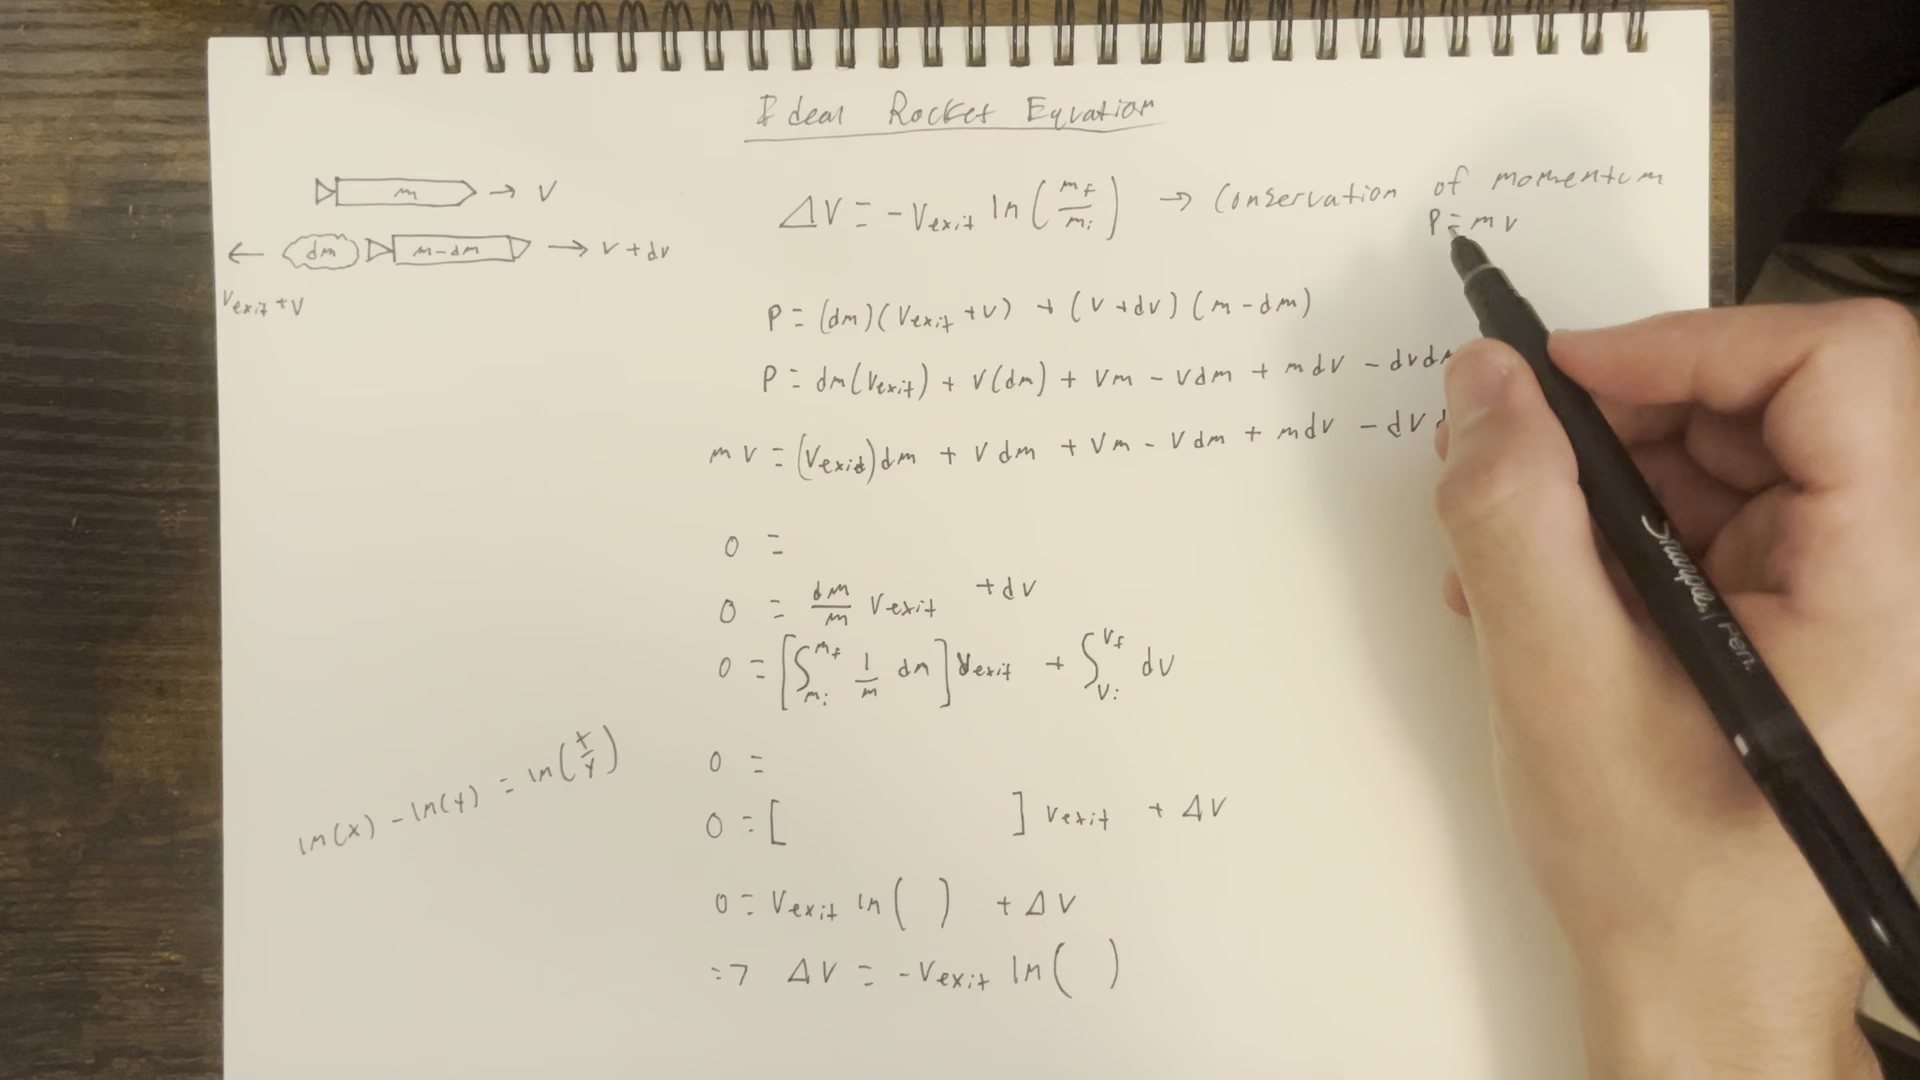 Ideal Rocket Equation
m → V
← dm m-dm → V + dv
Vexit + V
ΔV = -Vexit ln(mf/mi) → Conservation of momentum
P = mv
P = (dm)(Vexit + V) + (V + dv)(m - dm)
P = dm(Vexit) + V(dm) + Vm - Vdm + mdV - dvdm
mv = (Vexit)dm + Vdm + Vm - Vdm + mdv - dV
0 =
0 = dm/m Vexit + dV
0 = [∫mi^mf 1/m dm] Vexit + ∫Vi^Vf dV
ln(x) - ln(y) = ln(x/y)
0 =
0 = [ ] Vexit + ΔV
0 = Vexit ln( ) + ΔV
=> ΔV = -Vexit ln( )
Sharpie. Pen.